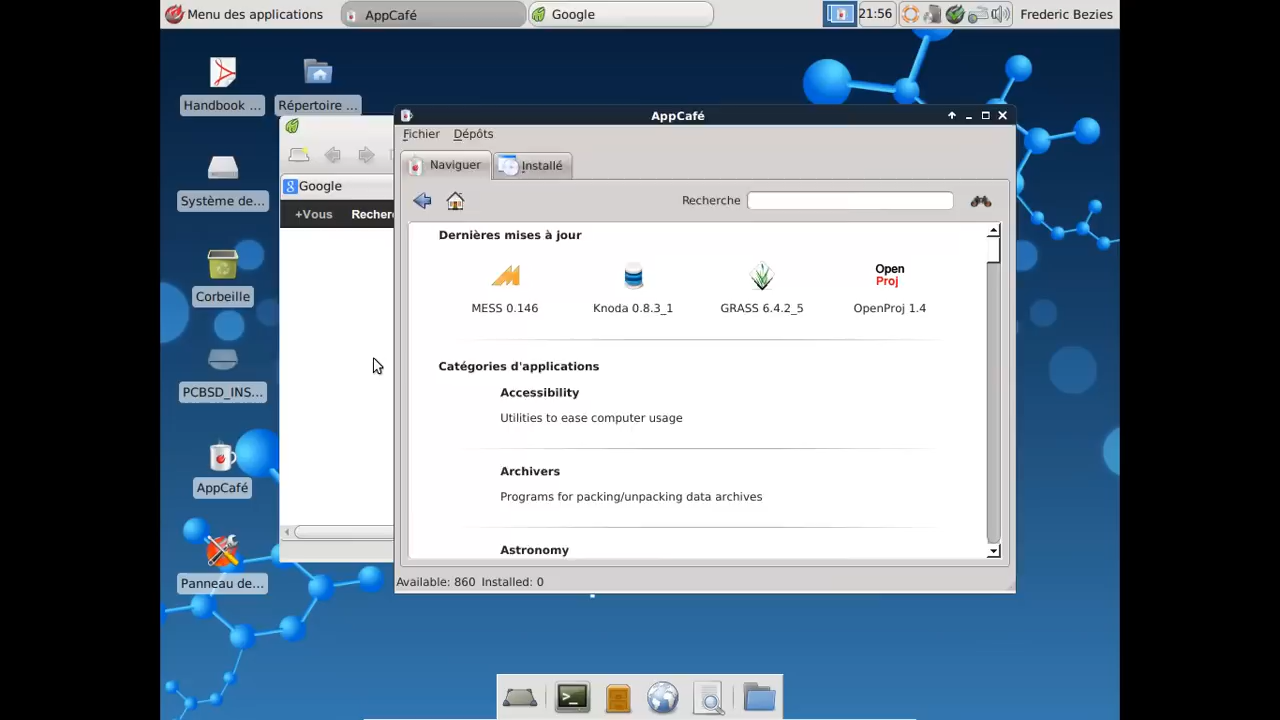 Menu des applications
AppCafé
Google
21:56
Frederic Bezies
Handbook ...
Répertoire ...
Système de...
Corbeille
PCBSD_INS...
AppCafé
Panneau de...
Google
+Vous Recher
AppCafé
Fichier Dépôts
Naviguer Installé
Recherche
Dernières mises à jour
Open
Proj
MESS 0.146 Knoda 0.8.3_1 GRASS 6.4.2_5 OpenProj 1.4
Catégories d'applications
Accessibility
Utilities to ease computer usage
Archivers
Programs for packing/unpacking data archives
Astronomy
Available: 860 Installed: 0